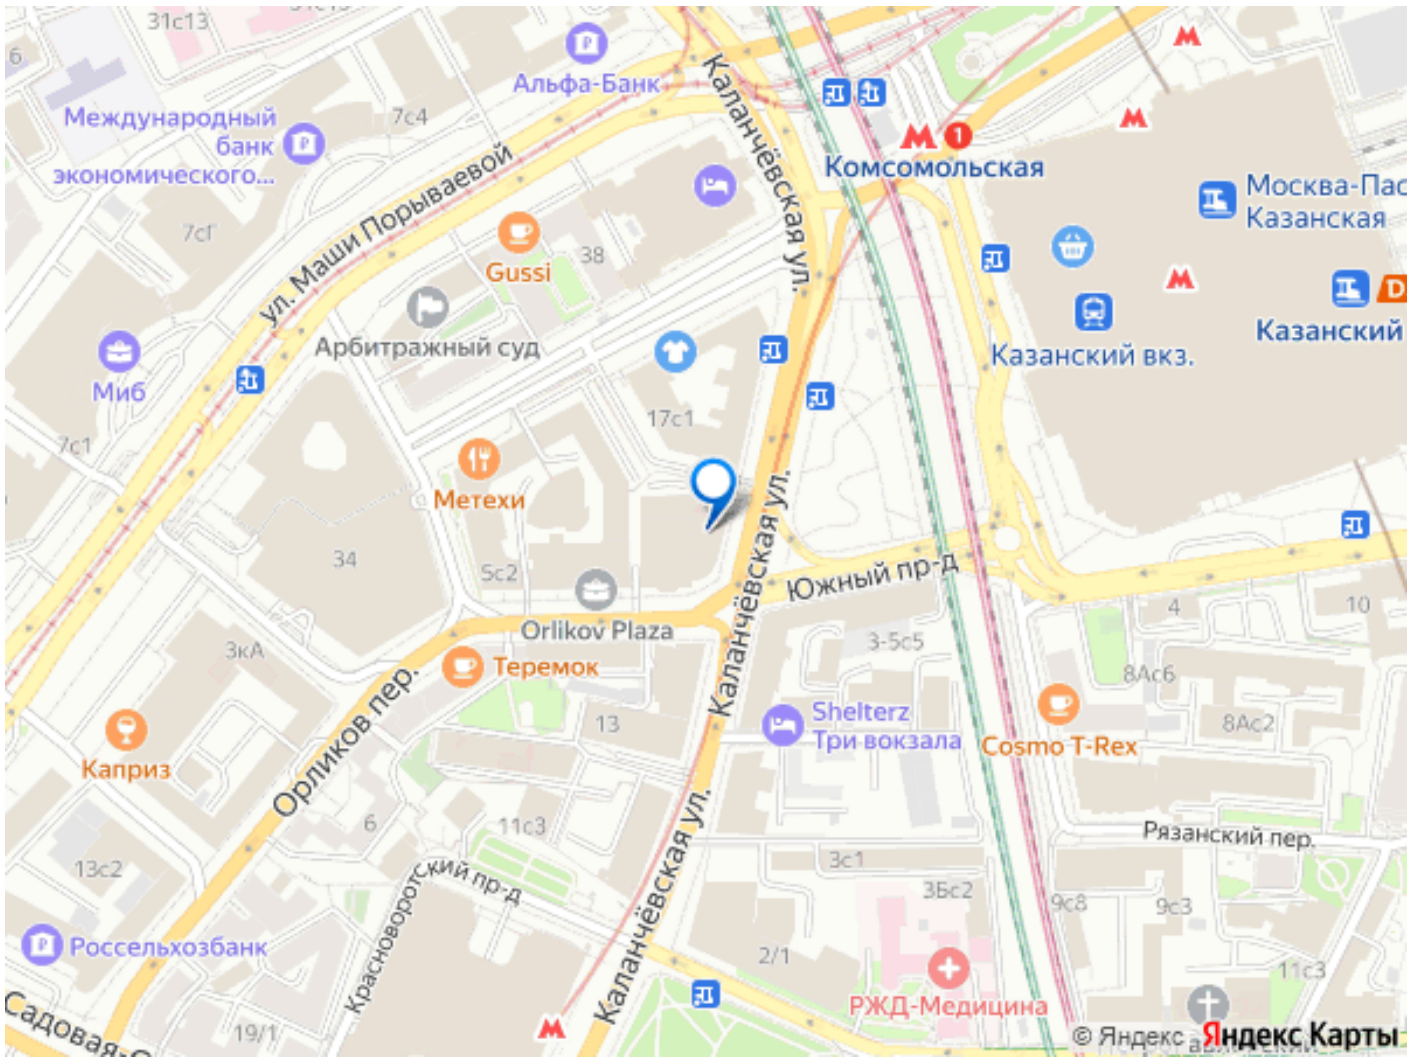 31с13
31с13
6
Альфа-Банк
Каланчёвская ул.
Международный
банк
экономического...
7с4
1
Комсомольская
Москва-Пас
Казанская
7сГ
ул. Маши Порываевой
38
Gussi
Арбитражный суд
D
Казанский
Казанский вкз.
Миб
7с1
17с1
Метехи
Каланчёвская ул.
34
5с2
Южный пр-д
Orlikov Plaza
3кА
Теремок
3-5с5
4
10
8Ас6
Орликов пер.
13
Shelterz
Три вокзала
8Ас2
Cosmo T-Rex
Каприз
6
11с3
Каланчёвская ул.
Рязанский пер.
13с2
Красноворотский пр-д
3с1
3Бс2
9с8
9с3
Россельхозбанк
2/1
11с3
РЖД-Медицина
Садовая-С
19/1
© Яндекс Яндекс Карты